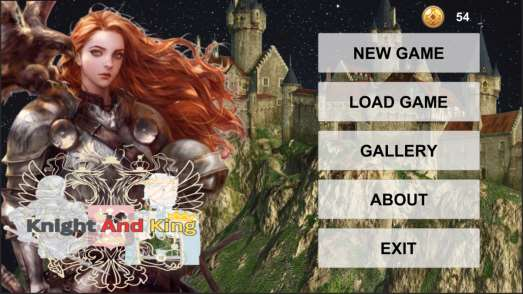 54
NEW GAME
LOAD GAME
GALLERY
ABOUT
EXIT
Knight And King